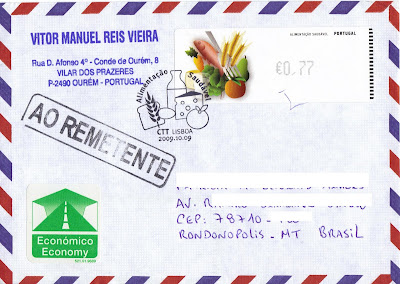 VITOR MANUEL REIS VIEIRA
Rua D. Afonso 4º - Conde de Ourém, 8
VILAR DOS PRAZERES
P-2490 OURÉM - PORTUGAL
ALIMENTAÇÃO SAUDÁVEL PORTUGAL
€0,77
Alimentação Saudável
CTT LISBOA
2009.10.09
AO REMETENTE
Económico
Economy
AV.
CEP: 78710-
RONDONOPOLIS - MT BRASIL